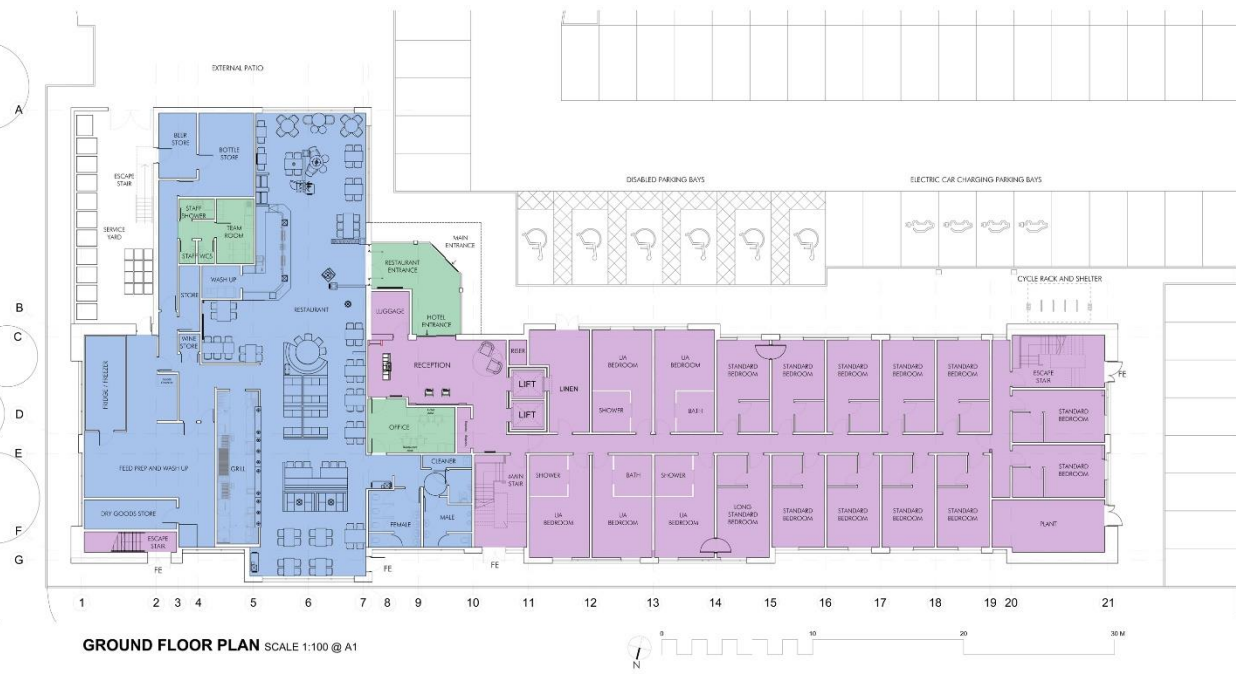 EXTERNAL PATIO
A
BEER
STORE
BOTTLE
STORE
ESCAPE
STAIR
DISABLED PARKING BAYS
ELECTRIC CAR CHARGING PARKING BAYS
STAFF
SHOWER
TEAM
ROOM
SERVICE
YARD
STAFF WCS
MAIN
ENTRANCE
RESTAURANT
ENTRANCE
WASH UP
CYCLE RACK AND SHELTER
STORE
B
RESTAURANT
LUGGAGE
HOTEL
ENTRANCE
C
WINE
STORE
RISER
RECEPTION
LIFT
LINEN
UA
BEDROOM
UA
BEDROOM
STANDARD
BEDROOM
STANDARD
BEDROOM
STANDARD
BEDROOM
STANDARD
BEDROOM
STANDARD
BEDROOM
ESCAPE
STAIR
FE
FRIDGE / FREEZER
D
LIFT
SHOWER
BATH
STANDARD
BEDROOM
OFFICE
E
FEED PREP AND WASH UP
GRILL
CLEANER
MAIN
STAIR
SHOWER
BATH
SHOWER
STANDARD
BEDROOM
DRY GOODS STORE
FEMALE
MALE
UA
BEDROOM
UA
BEDROOM
UA
BEDROOM
LONG
STANDARD
BEDROOM
STANDARD
BEDROOM
STANDARD
BEDROOM
STANDARD
BEDROOM
STANDARD
BEDROOM
PLANT
F
ESCAPE
STAIR
G
FE
FE
FE
1 2 3 4 5 6 7 8 9 10 11 12 13 14 15 16 17 18 19 20 21
GROUND FLOOR PLAN SCALE 1:100 @ A1
N
0 10 20 30 M